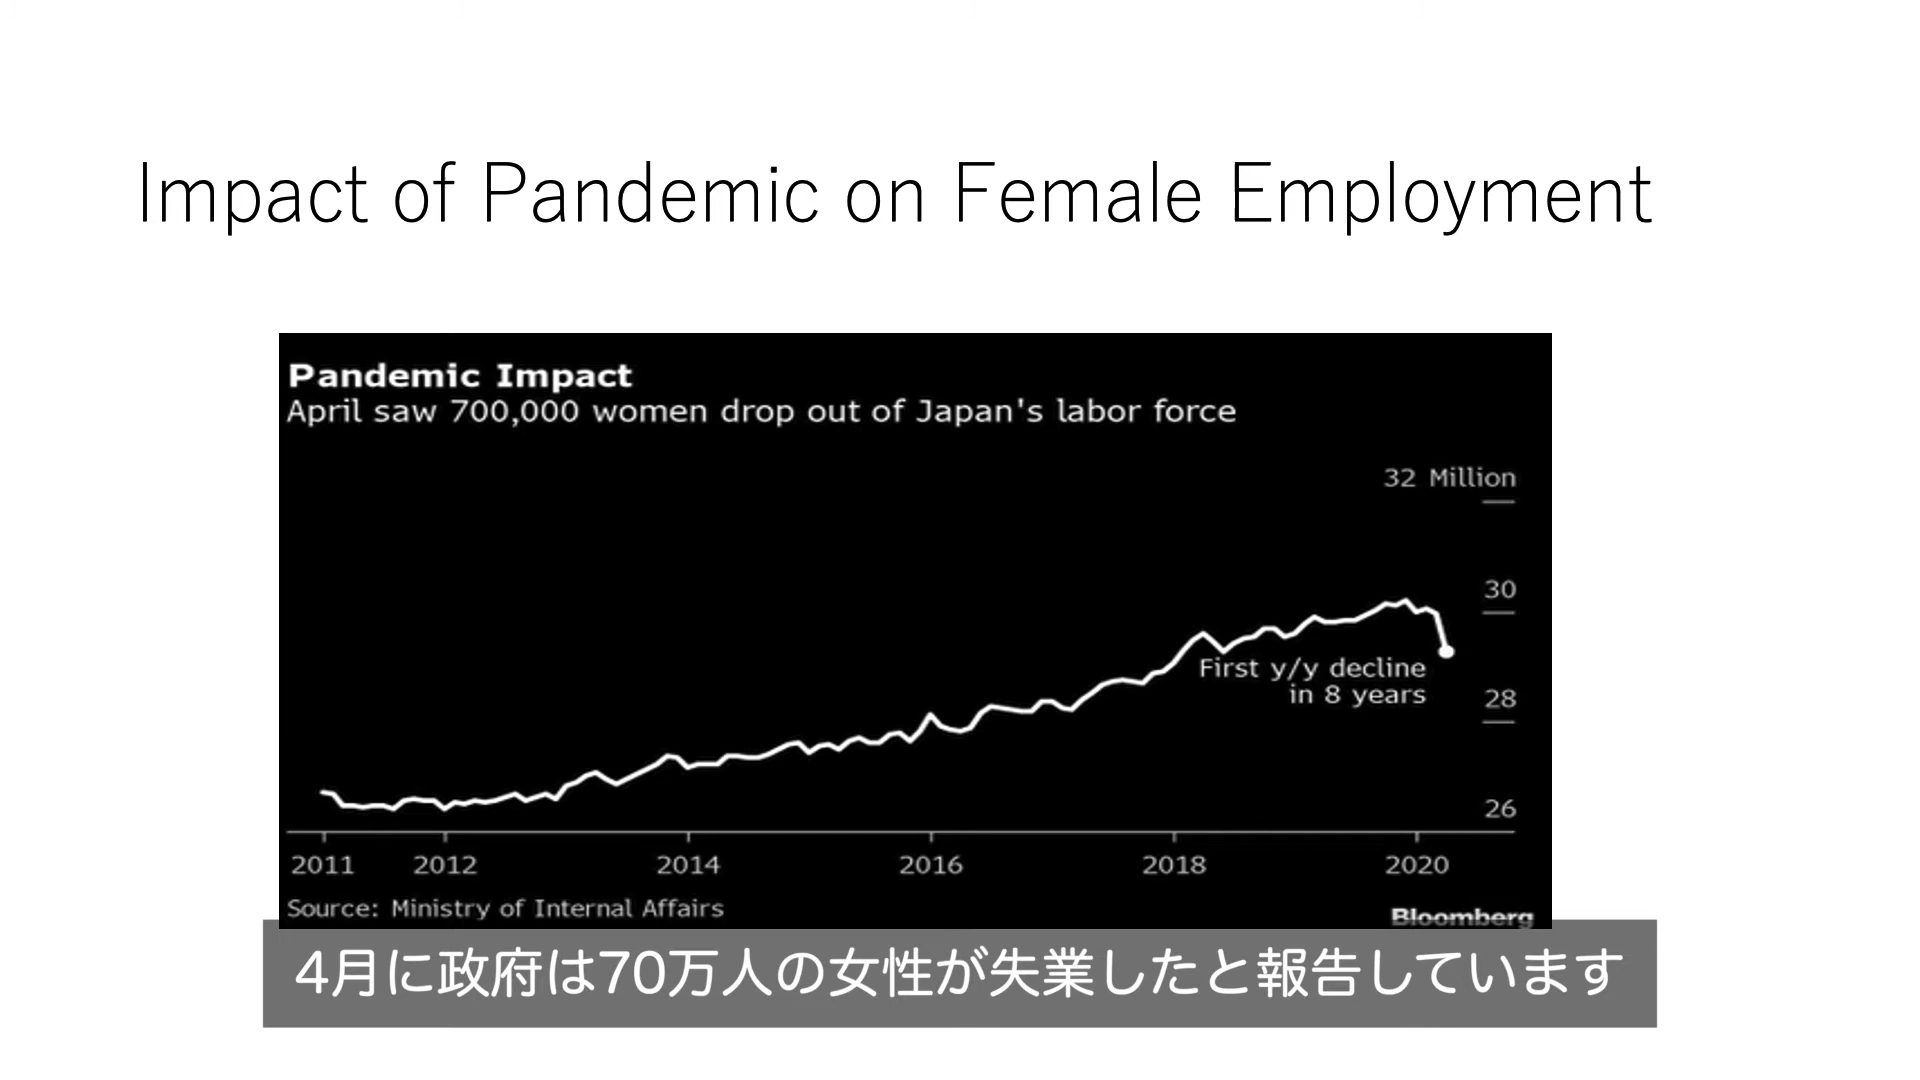 Impact of Pandemic on Female Employment
Pandemic Impact
April saw 700,000 women drop out of Japan's labor force
32 Million
30
First y/y decline
in 8 years
28
26
2011 2012 2014 2016 2018 2020
Source: Ministry of Internal Affairs
Bloomberg
4月に政府は70万人の女性が失業したと報告しています